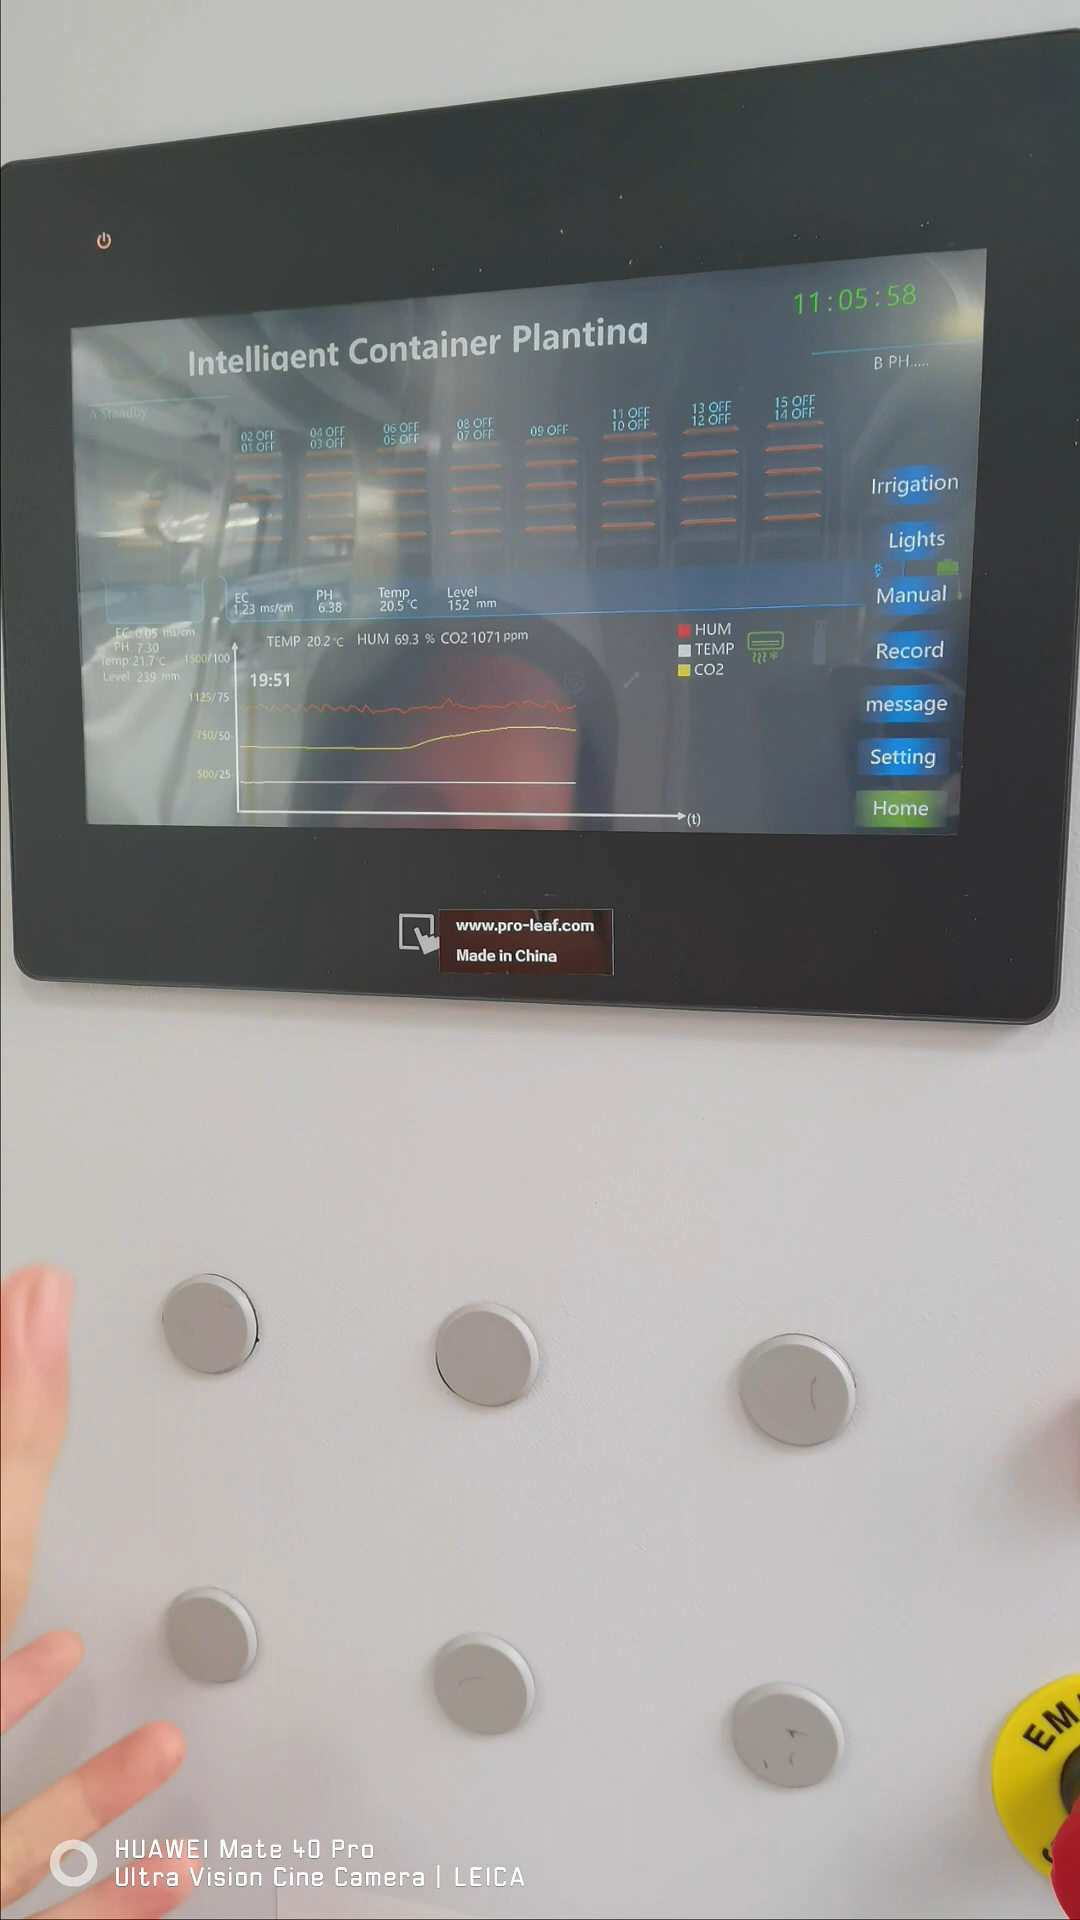 11:05:58
Intelligent Container Planting
B PH.....
A Standby
02 OFF 04 OFF 06 OFF 08 OFF 09 OFF 11 OFF 13 OFF 15 OFF
01 OFF 03 OFF 05 OFF 07 OFF 10 OFF 12 OFF 14 OFF
Irrigation
Lights
Manual
Record
message
Setting
Home
EC PH Temp Level
1.23 ms/cm 6.38 20.5 °C 152 mm
EC: 0.05 ms/cm
PH: 7.30
Temp:21.7°C
Level: 239 mm
TEMP 20.2 °C HUM 69.3 % CO2 1071 ppm
HUM
TEMP
CO2
1500/100
19:51
1125/75
750/50
500/25
(t)
www.pro-leaf.com
Made in China
HUAWEI Mate 40 Pro
Ultra Vision Cine Camera | LEICA